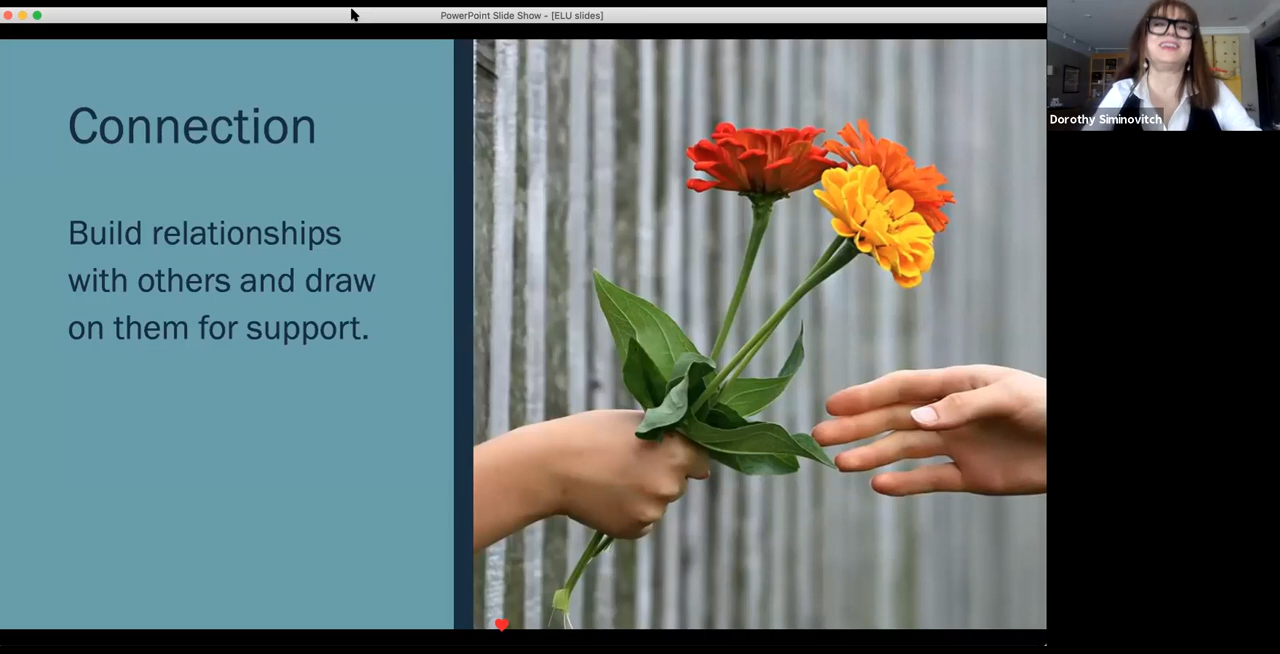 PowerPoint Slide Show - [ELU slides]
Connection
Build relationships
with others and draw
on them for support.
Dorothy Siminovitch